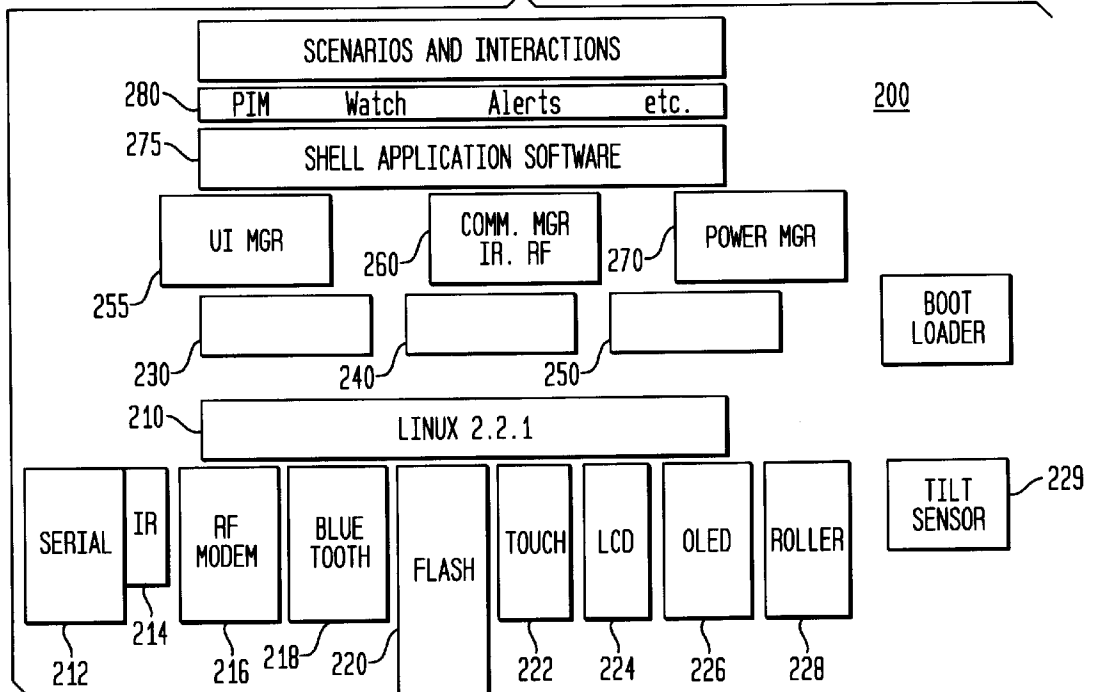 SCENARIOS AND INTERACTIONS
200
280
PIM Watch Alerts etc.
275
SHELL APPLICATION SOFTWARE
UI MGR
255
COMM. MGR
IR. RF
260
POWER MGR
270
BOOT
LOADER
230
240
250
210
LINUX 2.2.1
SERIAL
212
IR
214
RF
MODEM
216
BLUE
TOOTH
218
FLASH
220
TOUCH
222
LCD
224
OLED
226
ROLLER
228
TILT
SENSOR
229